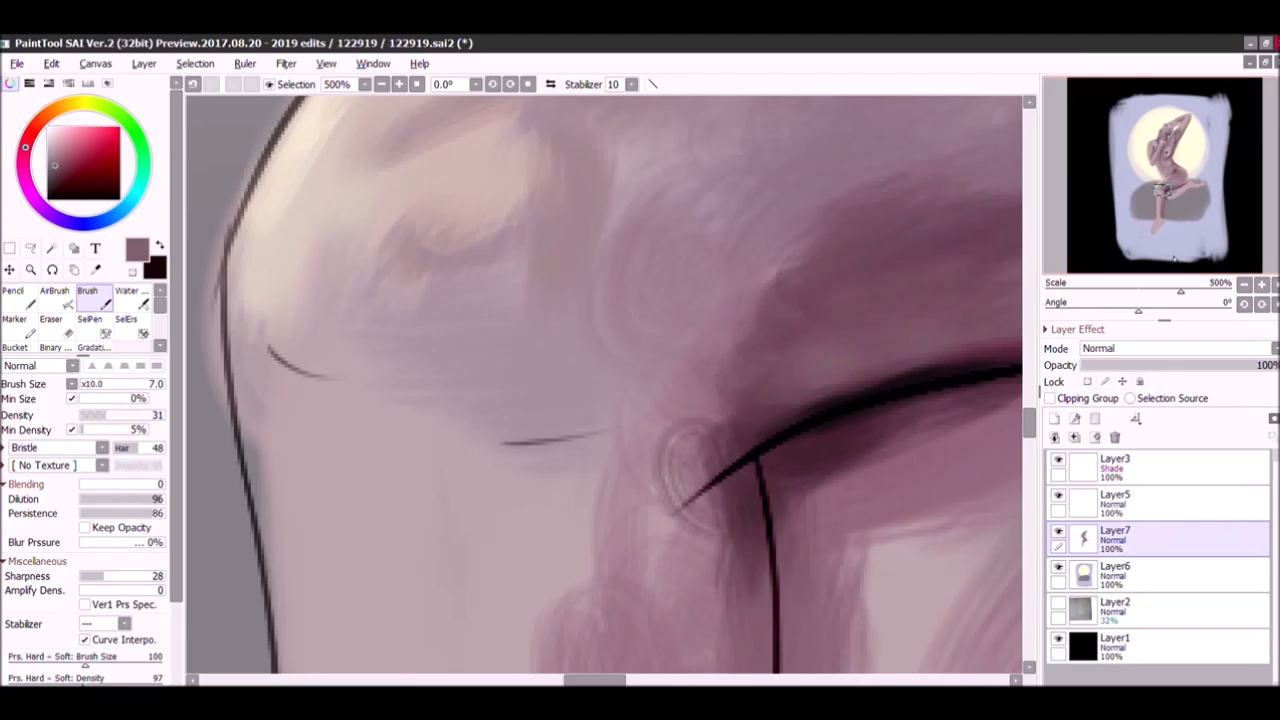 PaintTool SAI Ver.2 (32bit) Preview.2017.08.20 - 2019 edits / 122919 / 122919.sai2 (*)
File Edit Canvas Layer Selection Ruler Filter View Window Help
Selection 500% 0.0° Stabilizer 10
T
Pencil AirBrush Brush Water ...
Marker Eraser SelPen SelErs
Bucket Binary ... Gradati...
Normal
Brush Size x10.0 7.0
Min Size 0%
Density 31
Min Density 5%
Bristle Hair 48
[ No Texture ]
Blending 0
Dilution 96
Persistence 86
Keep Opacity
Blur Prssure ... 0%
Miscellaneous
Sharpness 28
Amplify Dens. 0
Ver1 Prs Spec.
Stabilizer ---
Curve Interpo.
Prs. Hard ↔ Soft: Brush Size 100
Prs. Hard ↔ Soft: Density 97
Scale 500%
Angle 0°
Layer Effect
Mode Normal
Opacity 100%
Lock
Clipping Group Selection Source
Layer3
Shade
100%
Layer5
Normal
100%
Layer7
Normal
100%
Layer6
Normal
100%
Layer2
Normal
32%
Layer1
Normal
100%